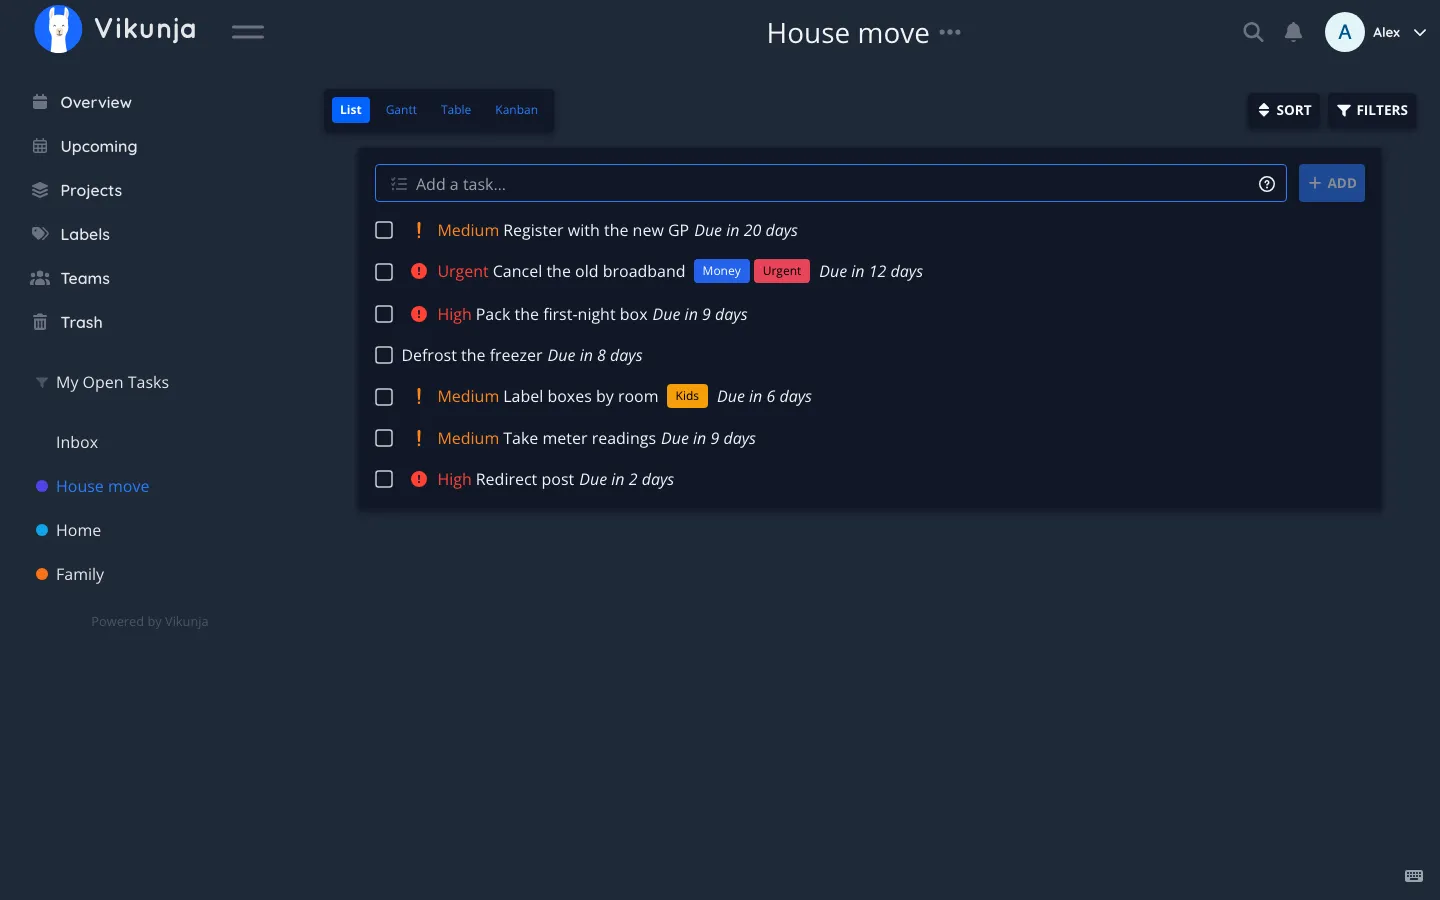 Vikunja
House move
A
Alex
Overview
Upcoming
Projects
Labels
Teams
Trash
My Open Tasks
Inbox
House move
Home
Family
Powered by Vikunja
List Gantt Table Kanban
SORT FILTERS
Add a task...
+ ADD
Medium Register with the new GP Due in 20 days
Urgent Cancel the old broadband Money Urgent Due in 12 days
High Pack the first-night box Due in 9 days
Defrost the freezer Due in 8 days
Medium Label boxes by room Kids Due in 6 days
Medium Take meter readings Due in 9 days
High Redirect post Due in 2 days